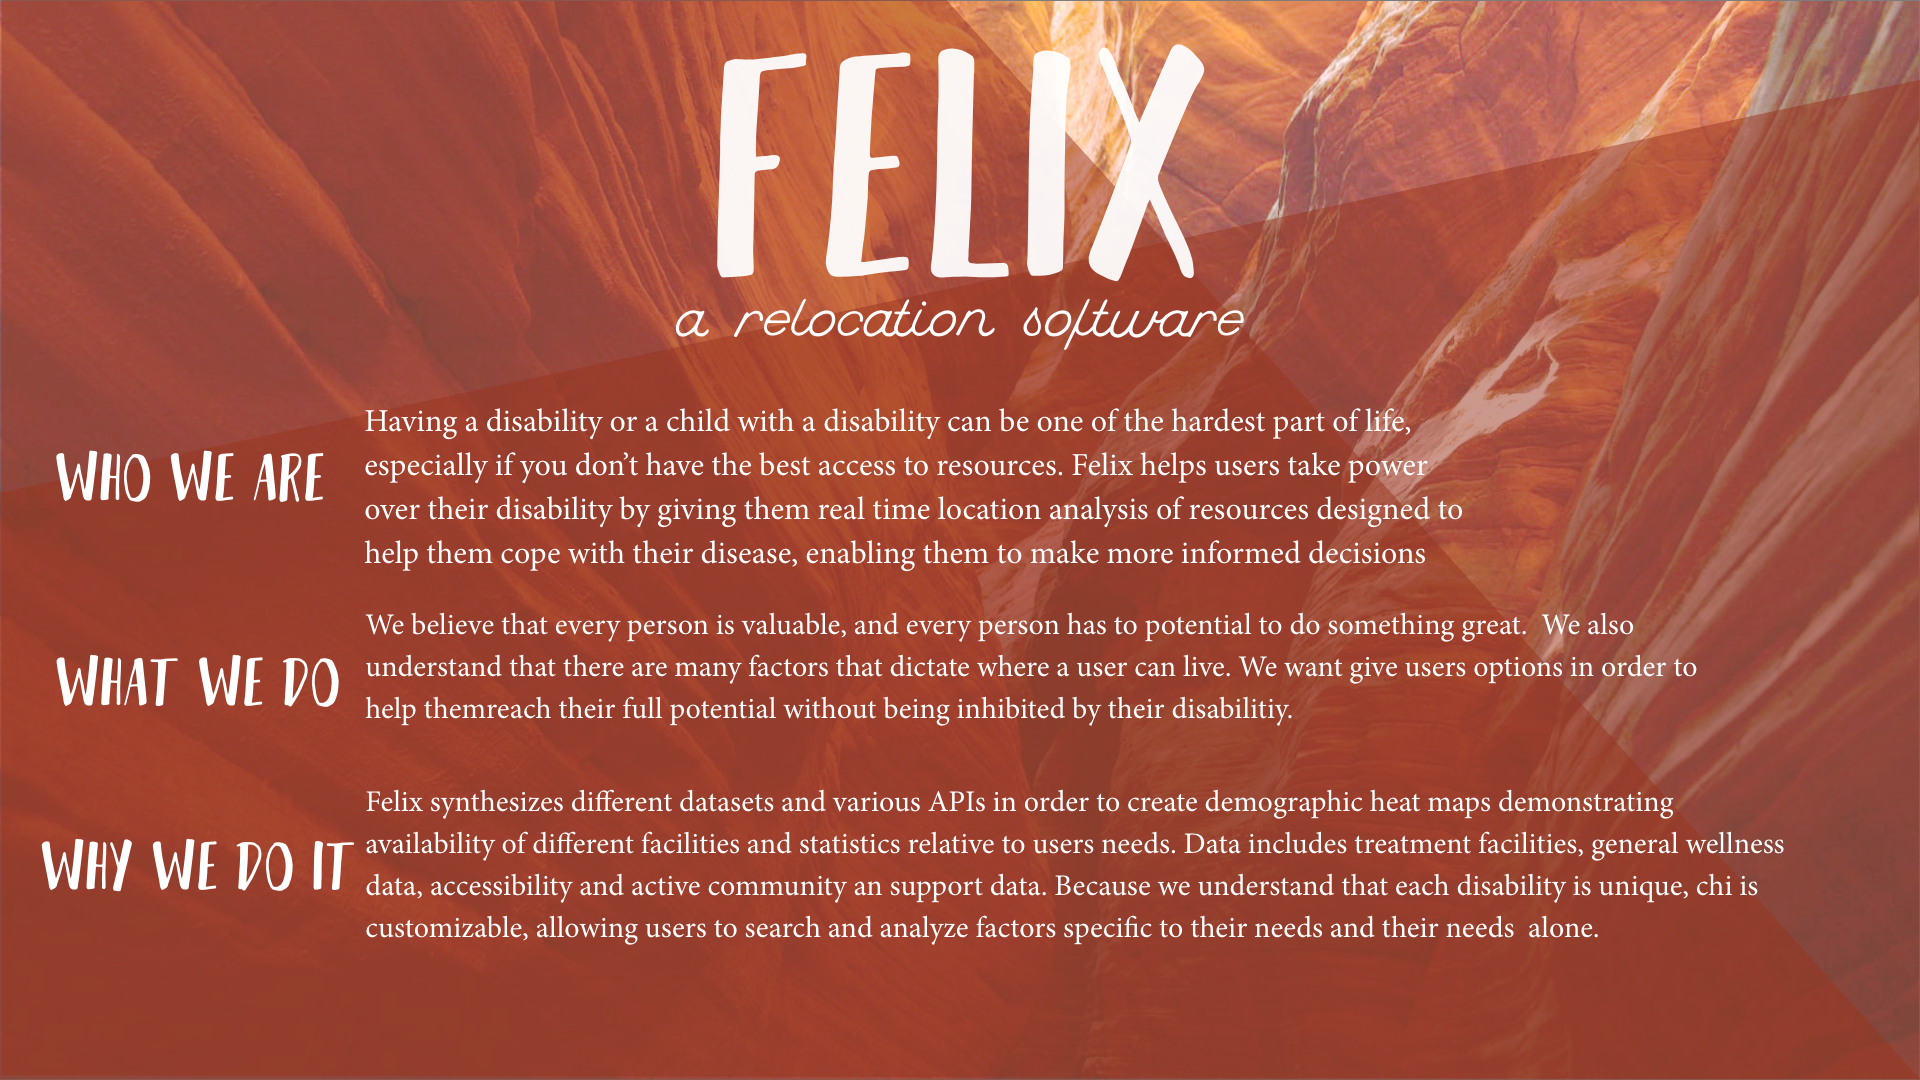 FELIX
a relocation software
WHO WE ARE
Having a disability or a child with a disability can be one of the hardest part of life,
especially if you don't have the best access to resources. Felix helps users take power
over their disability by giving them real time location analysis of resources designed to
help them cope with their disease, enabling them to make more informed decisions
WHAT WE DO
We believe that every person is valuable, and every person has to potential to do something great.  We also
understand that there are many factors that dictate where a user can live. We want give users options in order to
help themreach their full potential without being inhibited by their disabilitiy.
WHY WE DO IT
Felix synthesizes different datasets and various APIs in order to create demographic heat maps demonstrating
availability of different facilities and statistics relative to users needs. Data includes treatment facilities, general wellness
data, accessibility and active community an support data. Because we understand that each disability is unique, chi is
customizable, allowing users to search and analyze factors specific to their needs and their needs  alone.